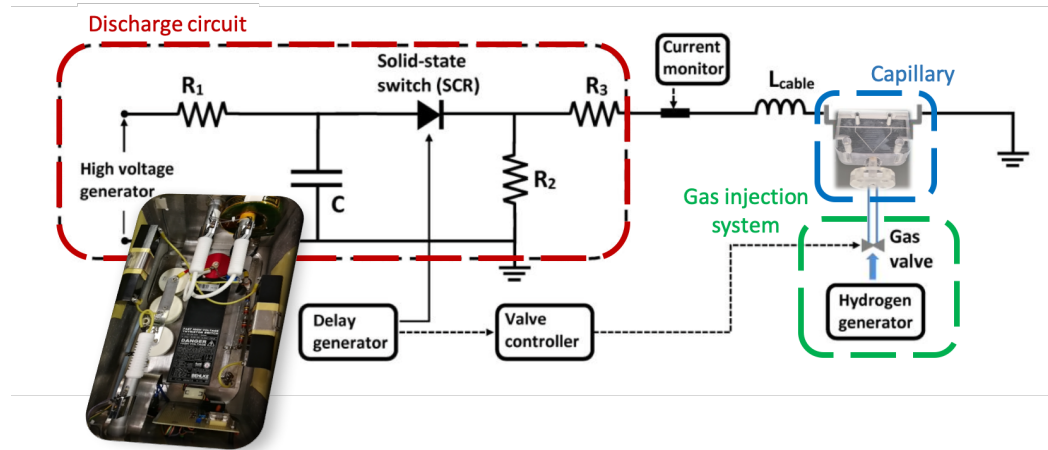 Discharge circuit
Solid-state
switch (SCR)
Current
monitor
R1
R3
Lcable
Capillary
High voltage
generator
C
R2
Gas injection
system
Gas
valve
Delay
generator
Valve
controller
Hydrogen
generator
DANGER